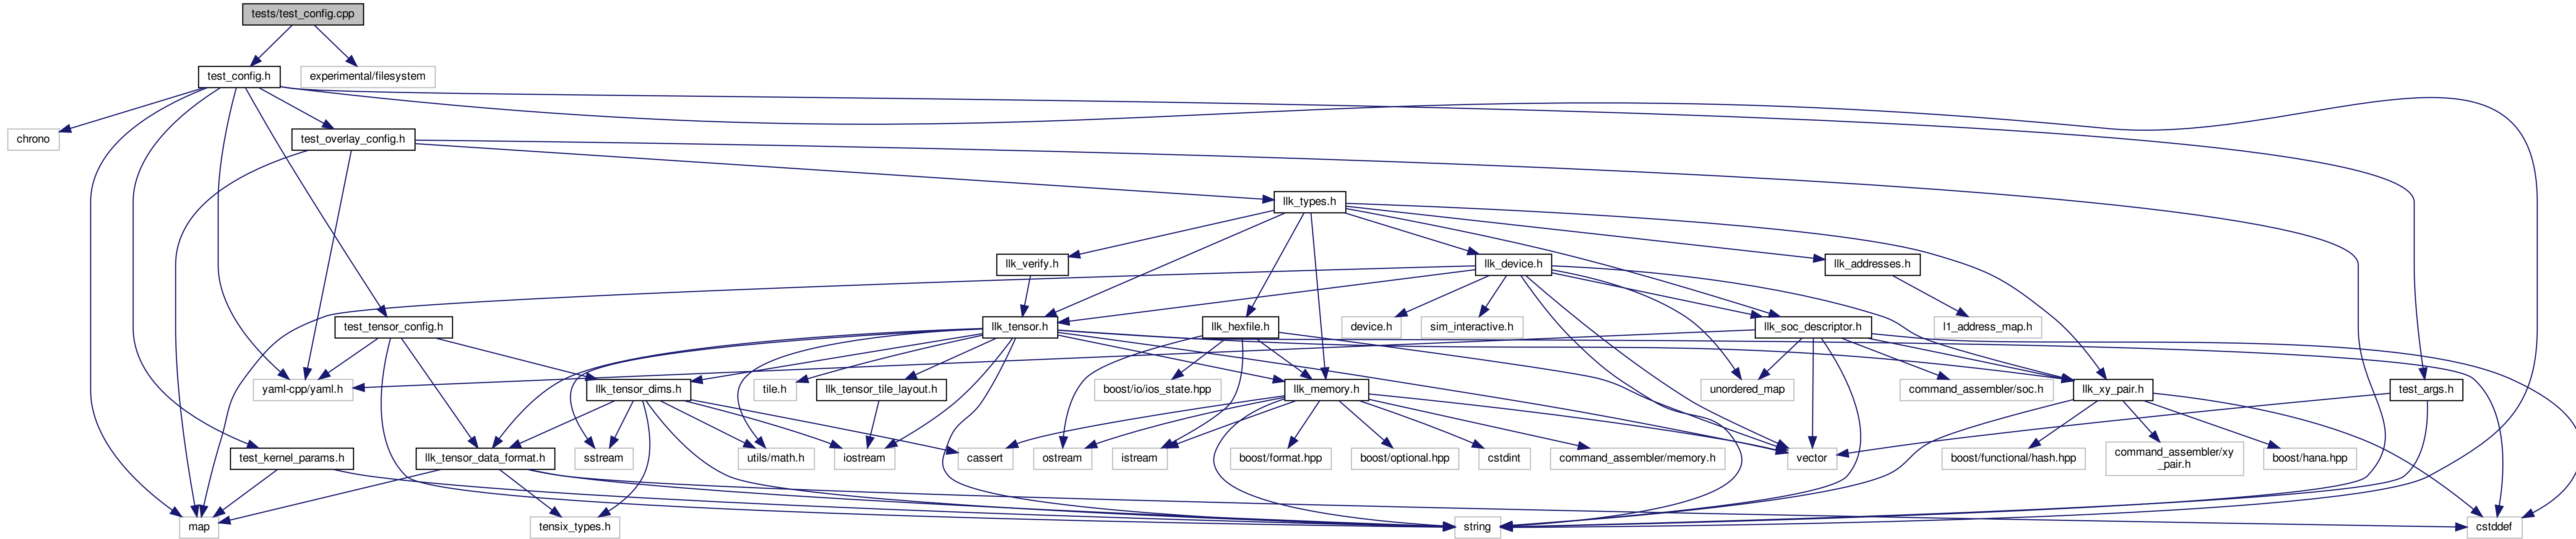 tests/test_config.cpp
test_config.h
experimental/filesystem
chrono
test_overlay_config.h
llk_types.h
llk_verify.h
llk_device.h
llk_addresses.h
test_tensor_config.h
llk_tensor.h
llk_hexfile.h
device.h
sim_interactive.h
llk_soc_descriptor.h
l1_address_map.h
yaml-cpp/yaml.h
llk_tensor_dims.h
tile.h
llk_tensor_tile_layout.h
boost/io/ios_state.hpp
llk_memory.h
unordered_map
command_assembler/soc.h
llk_xy_pair.h
test_args.h
test_kernel_params.h
llk_tensor_data_format.h
sstream
utils/math.h
iostream
cassert
ostream
istream
boost/format.hpp
boost/optional.hpp
cstdint
command_assembler/memory.h
vector
boost/functional/hash.hpp
command_assembler/xy
_pair.h
boost/hana.hpp
map
tensix_types.h
string
cstddef